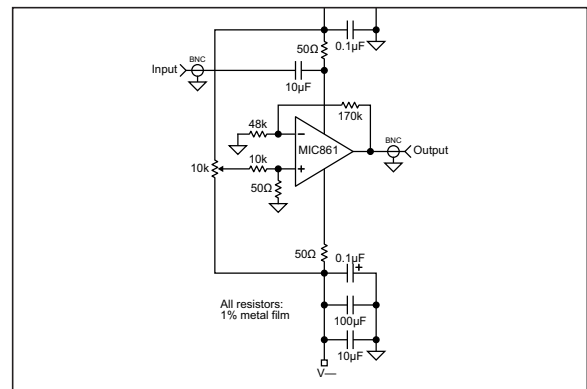 50Ω
0.1µF
BNC
Input
10µF
48k
170k
−
MIC861
BNC
Output
10k
10k
+
50Ω
50Ω
0.1µF
+
All resistors:
1% metal film
100µF
10µF
V—